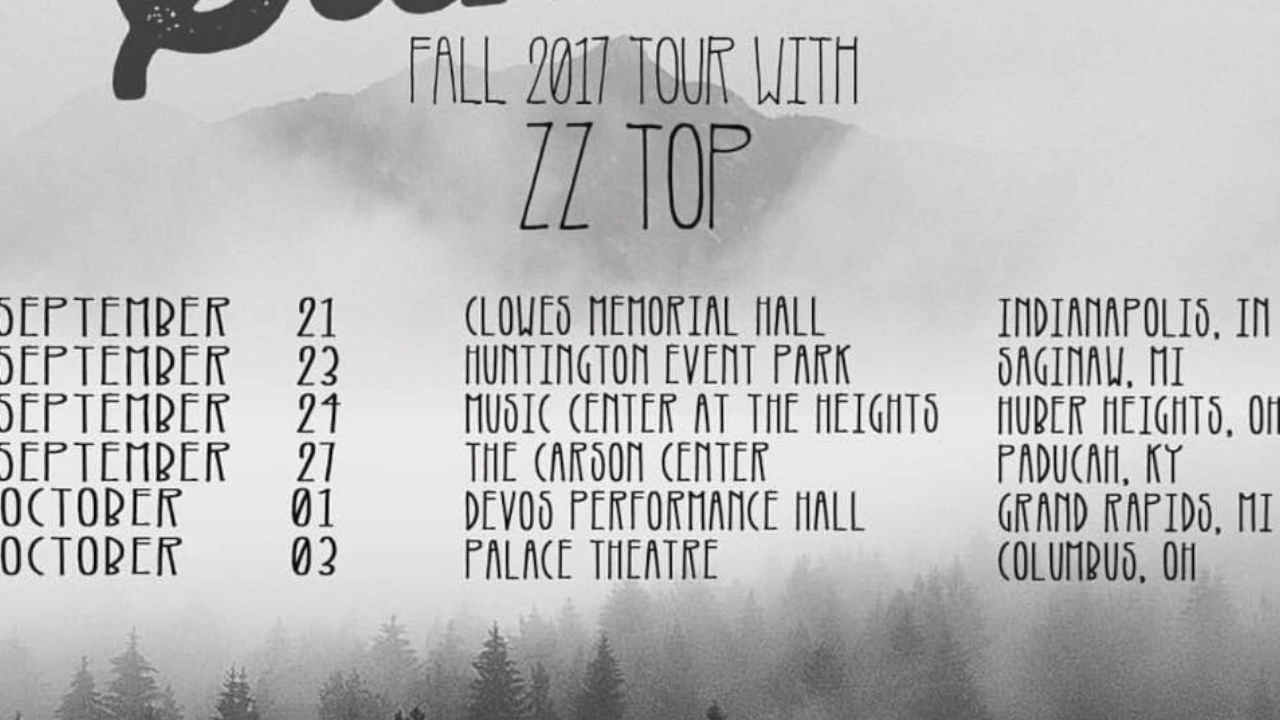 FALL 2017 TOUR WITH
ZZ TOP
SEPTEMBER 21 CLOWES MEMORIAL HALL INDIANAPOLIS, IN
SEPTEMBER 23 HUNTINGTON EVENT PARK SAGINAW, MI
SEPTEMBER 24 MUSIC CENTER AT THE HEIGHTS HUBER HEIGHTS, OH
SEPTEMBER 27 THE CARSON CENTER PADUCAH, KY
OCTOBER 01 DEVOS PERFORMANCE HALL GRAND RAPIDS, MI
OCTOBER 03 PALACE THEATRE COLUMBUS, OH